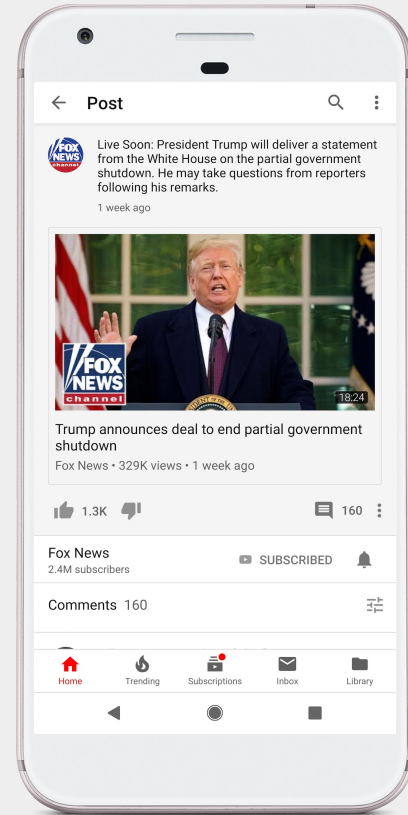 Post
FOX
NEWS
channel
Live Soon: President Trump will deliver a statement
from the White House on the partial government
shutdown. He may take questions from reporters
following his remarks.
1 week ago
FOX
NEWS
channel
18:24
Trump announces deal to end partial government
shutdown
Fox News • 329K views • 1 week ago
1.3K
160
Fox News
2.4M subscribers
SUBSCRIBED
Comments 160
Home
Trending
Subscriptions
Inbox
Library